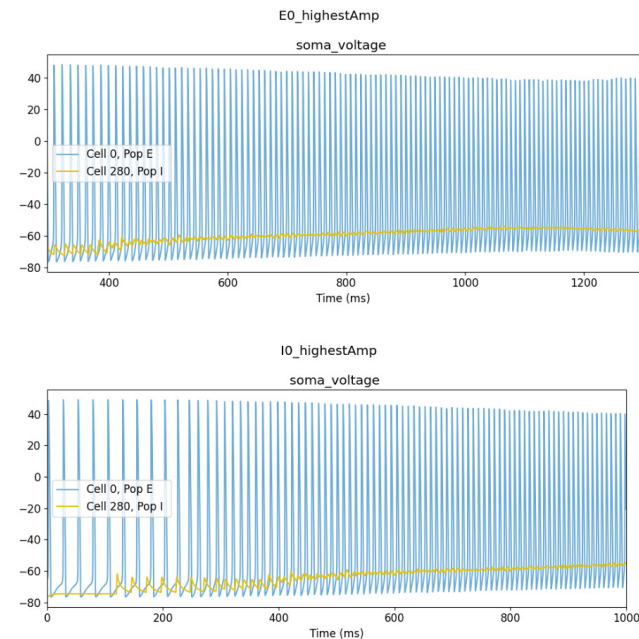 E0_highestAmp
soma_voltage
40
20
0
−20
−40
−60
−80
Cell 0, Pop E
Cell 280, Pop I
400 600 800 1000 1200
Time (ms)
I0_highestAmp
soma_voltage
40
20
0
−20
−40
−60
−80
Cell 0, Pop E
Cell 280, Pop I
0 200 400 600 800 1000
Time (ms)